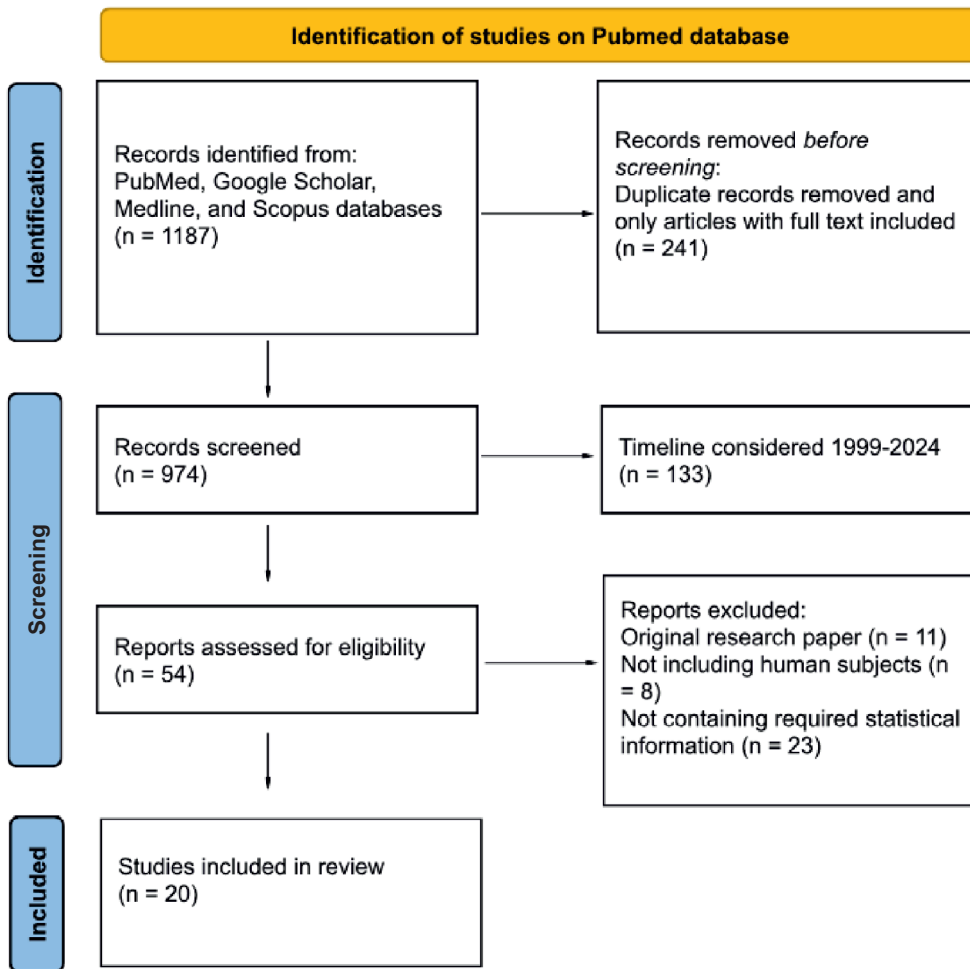 Identification of studies on Pubmed database
Identification
Records identified from:
PubMed, Google Scholar,
Medline, and Scopus databases
(n = 1187)
Records removed before
screening:
Duplicate records removed and
only articles with full text included
(n = 241)
Screening
Records screened
(n = 974)
Timeline considered 1999-2024
(n = 133)
Reports assessed for eligibility
(n = 54)
Reports excluded:
Original research paper (n = 11)
Not including human subjects (n
= 8)
Not containing required statistical
information (n = 23)
Included
Studies included in review
(n = 20)